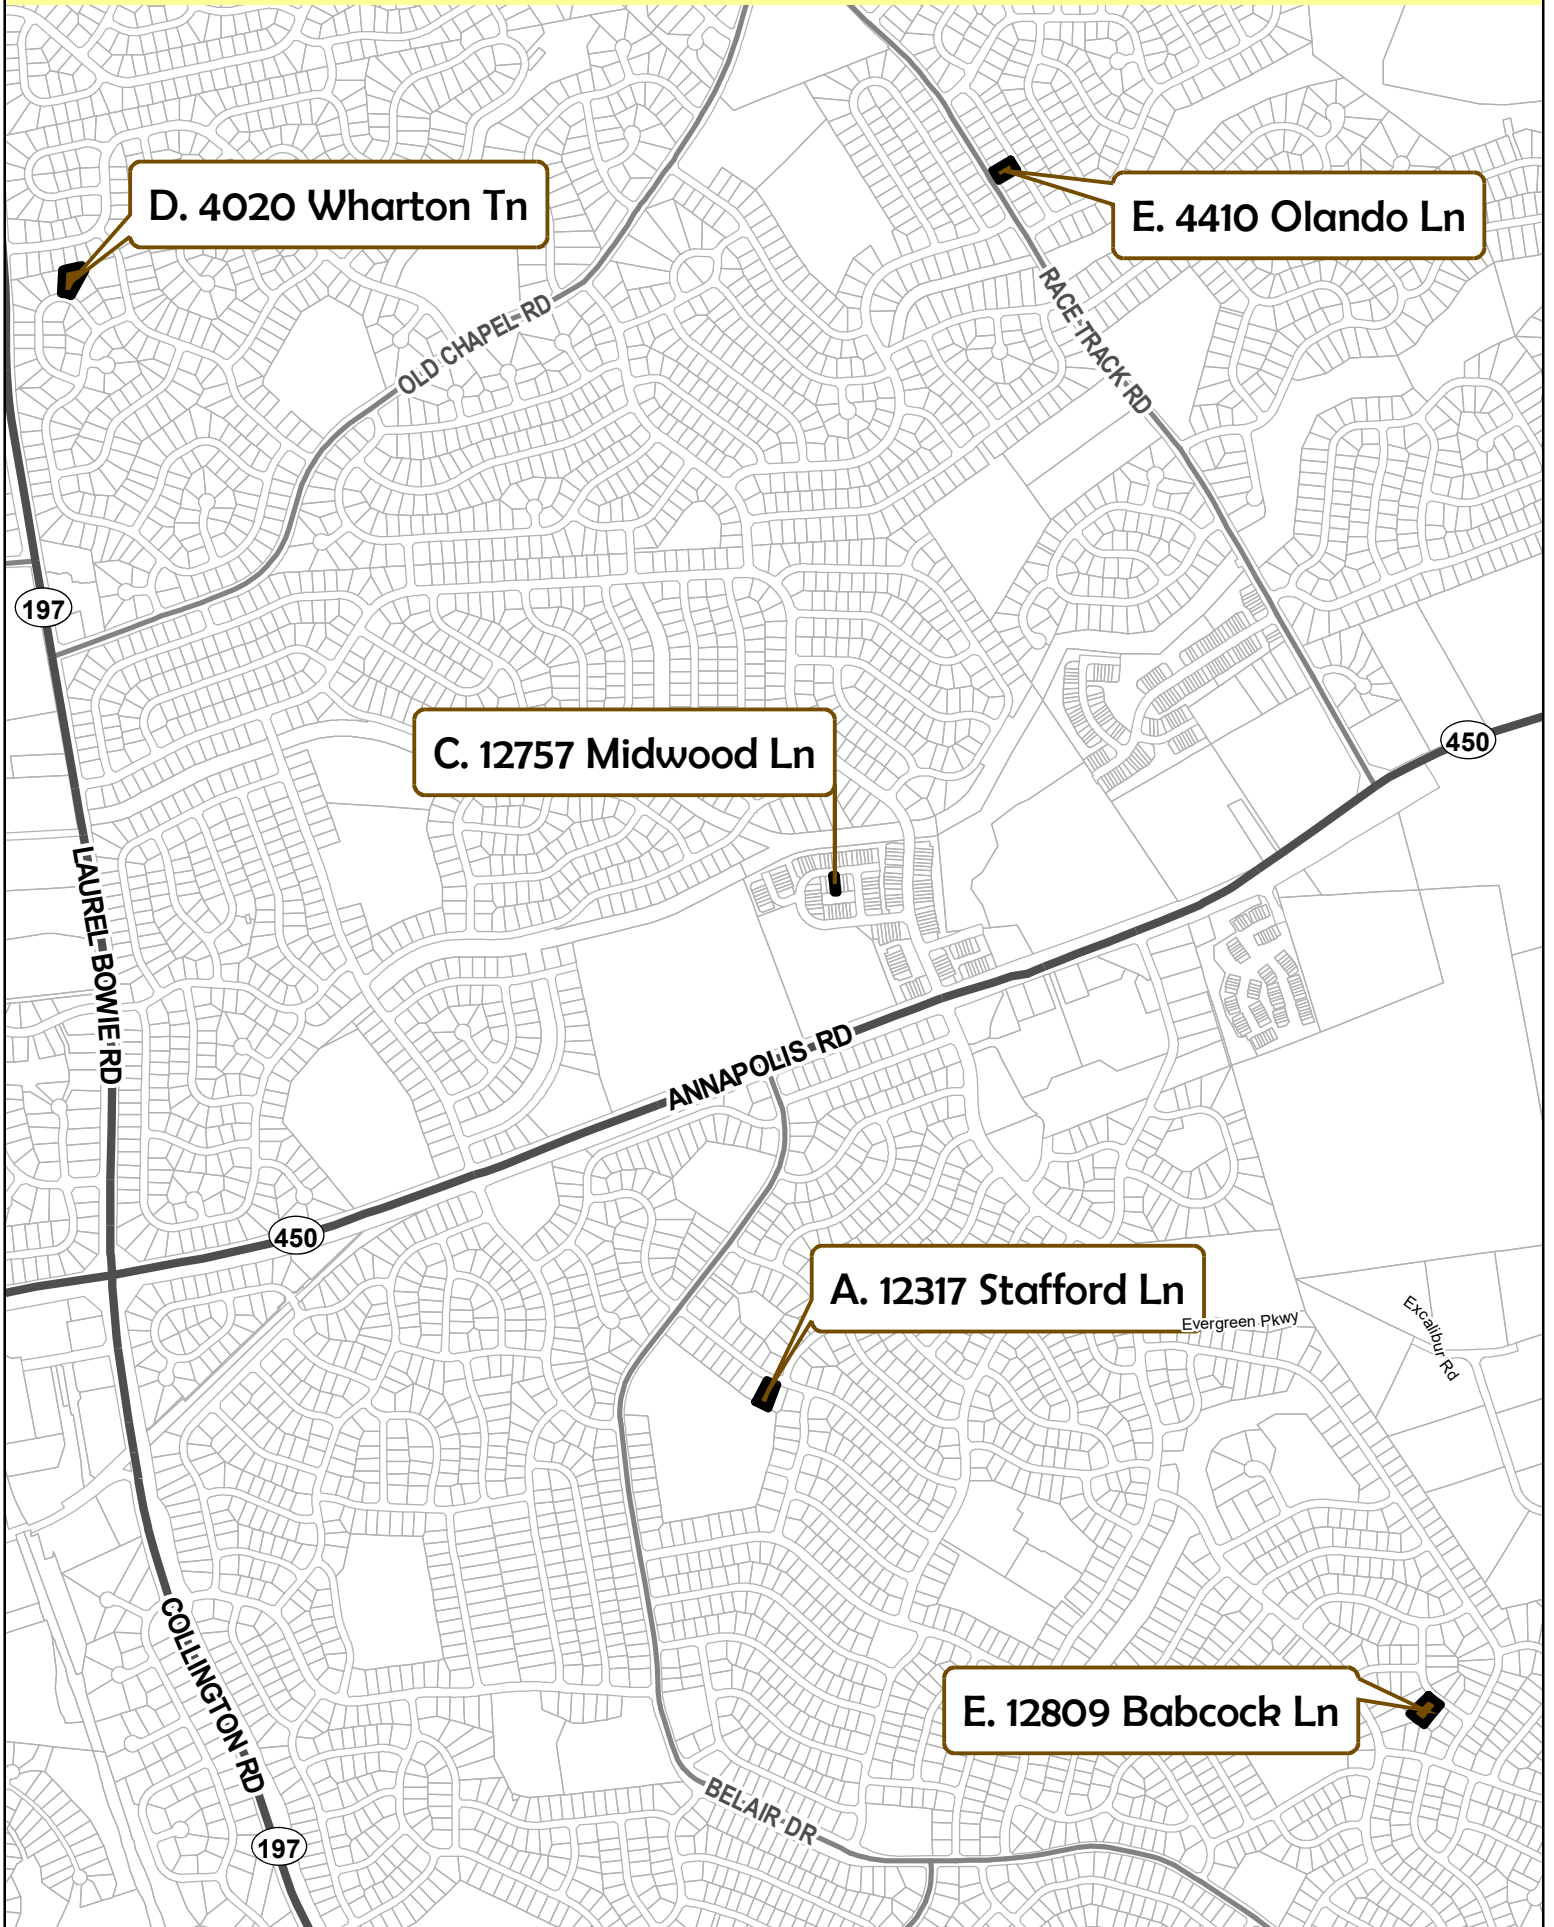 D. 4020 Wharton Tn
E. 4410 Olando Ln
OLD CHAPEL RD
RACE TRACK RD
197
C. 12757 Midwood Ln
450
LAUREL BOWIE RD
ANNAPOLIS RD
450
A. 12317 Stafford Ln
Evergreen Pkwy
Excalibur Rd
COLLINGTON RD
E. 12809 Babcock Ln
BELAIR DR
197